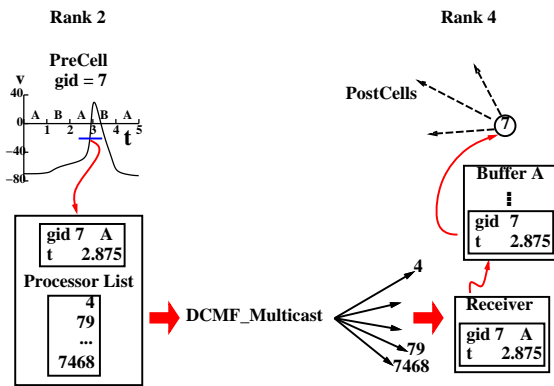 Rank 2
PreCell
gid = 7
v
40
A B A B A
0
1 2 3 4 5
t
−40
−80
gid 7 A
t 2.875
Processor List
4
79
...
7468
DCMF_Multicast
4
79
7468
Rank 4
PostCells
7
Buffer A
gid 7
t 2.875
Receiver
gid 7 A
t 2.875